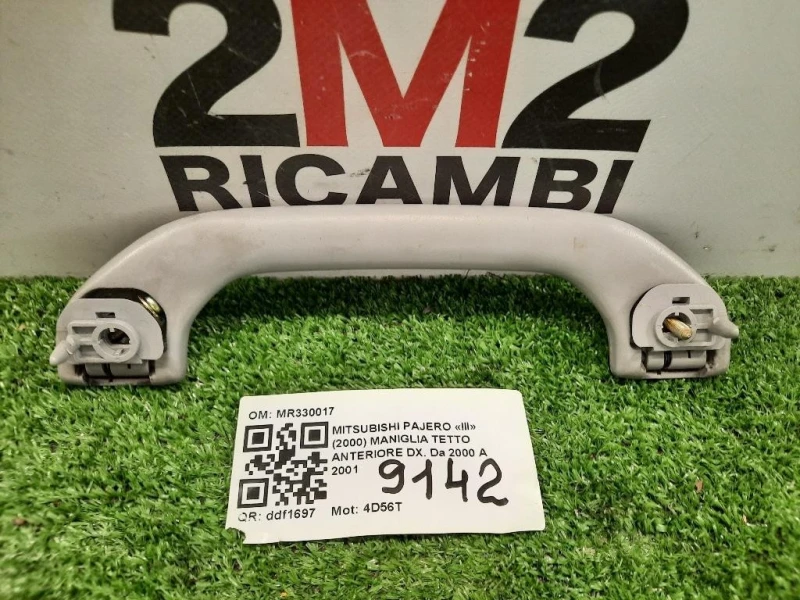 2M2
RICAMBI
OM: MR330017
MITSUBISHI PAJERO «III»
(2000) MANIGLIA TETTO
ANTERIORE DX. Da 2000 A
2001
9142
QR: ddf1697 Mot: 4D56T